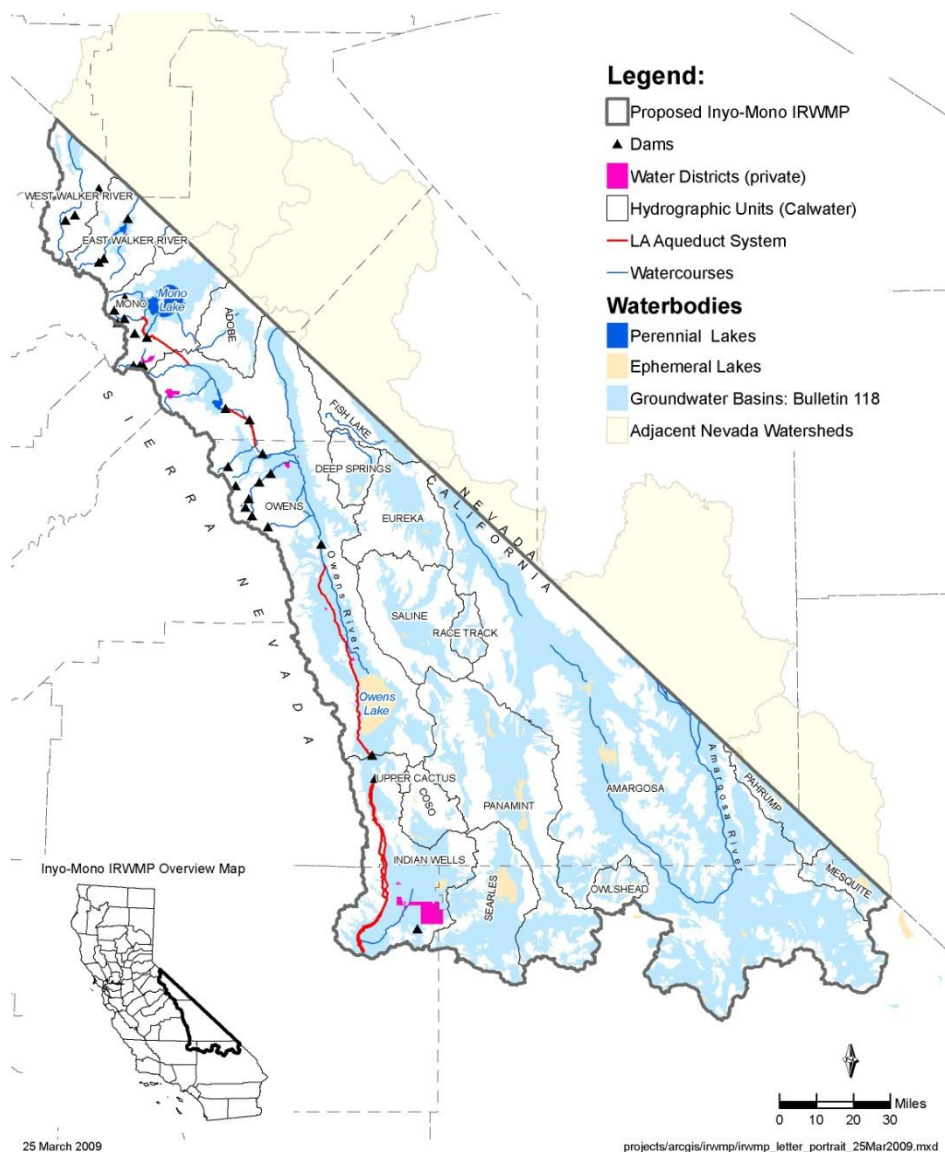 Legend:
Proposed Inyo-Mono IRWMP
Dams
Water Districts (private)
Hydrographic Units (Calwater)
LA Aqueduct System
Watercourses
Waterbodies
Perennial Lakes
Ephemeral Lakes
Groundwater Basins: Bulletin 118
Adjacent Nevada Watersheds
WEST WALKER RIVER
EAST WALKER RIVER
MONO
Mono
Lake
ADOBE
SIERRA NEVADA
FISH LAKE
DEEP SPRINGS
NEVADA
CALIFORNIA
EUREKA
OWENS
Owens River
SALINE
RACE TRACK
Owens
Lake
UPPER CACTUS
COSO
PANAMINT
AMARGOSA
Amargosa River
PAHRUMP
MESQUITE
INDIAN WELLS
SEARLES
OWLSHEAD
Inyo-Mono IRWMP Overview Map
Miles
0 10 20 30
25 March 2009
projects/arcgis/irwmp/irwmp_letter_portrait_25Mar2009.mxd